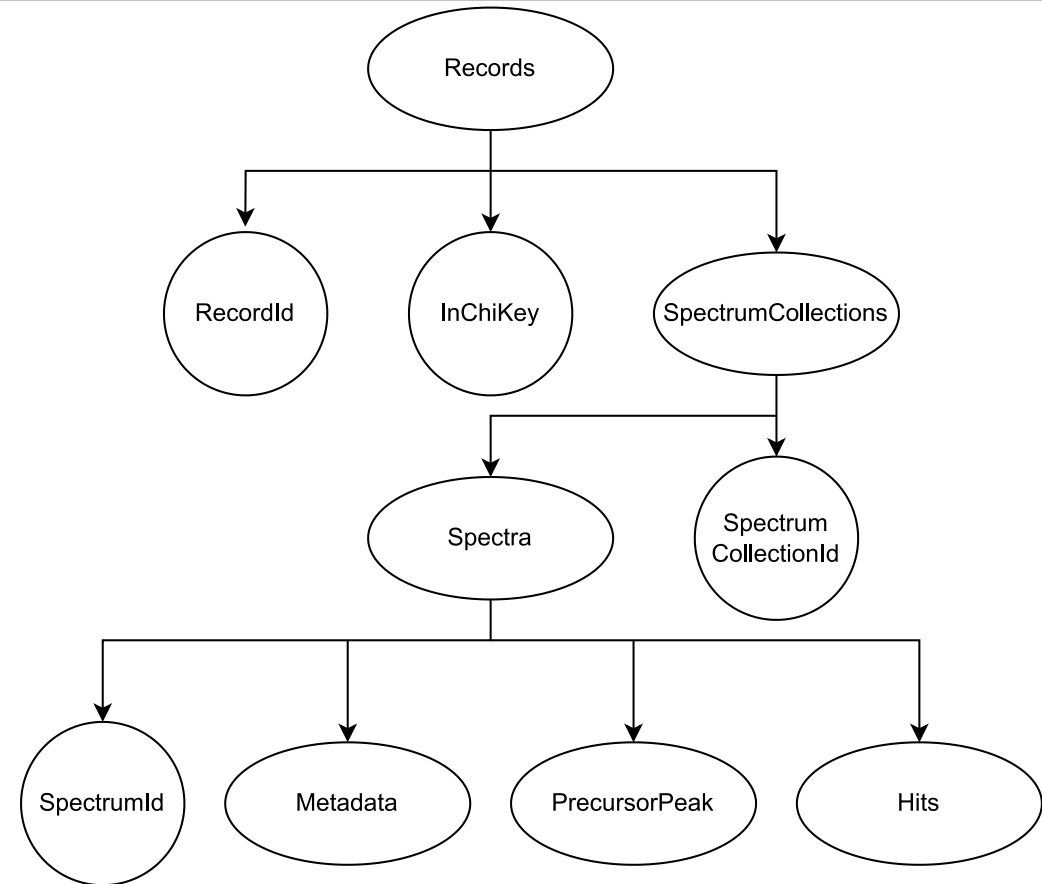 Records
RecordId
InChiKey
SpectrumCollections
Spectra
Spectrum
CollectionId
SpectrumId
Metadata
PrecursorPeak
Hits